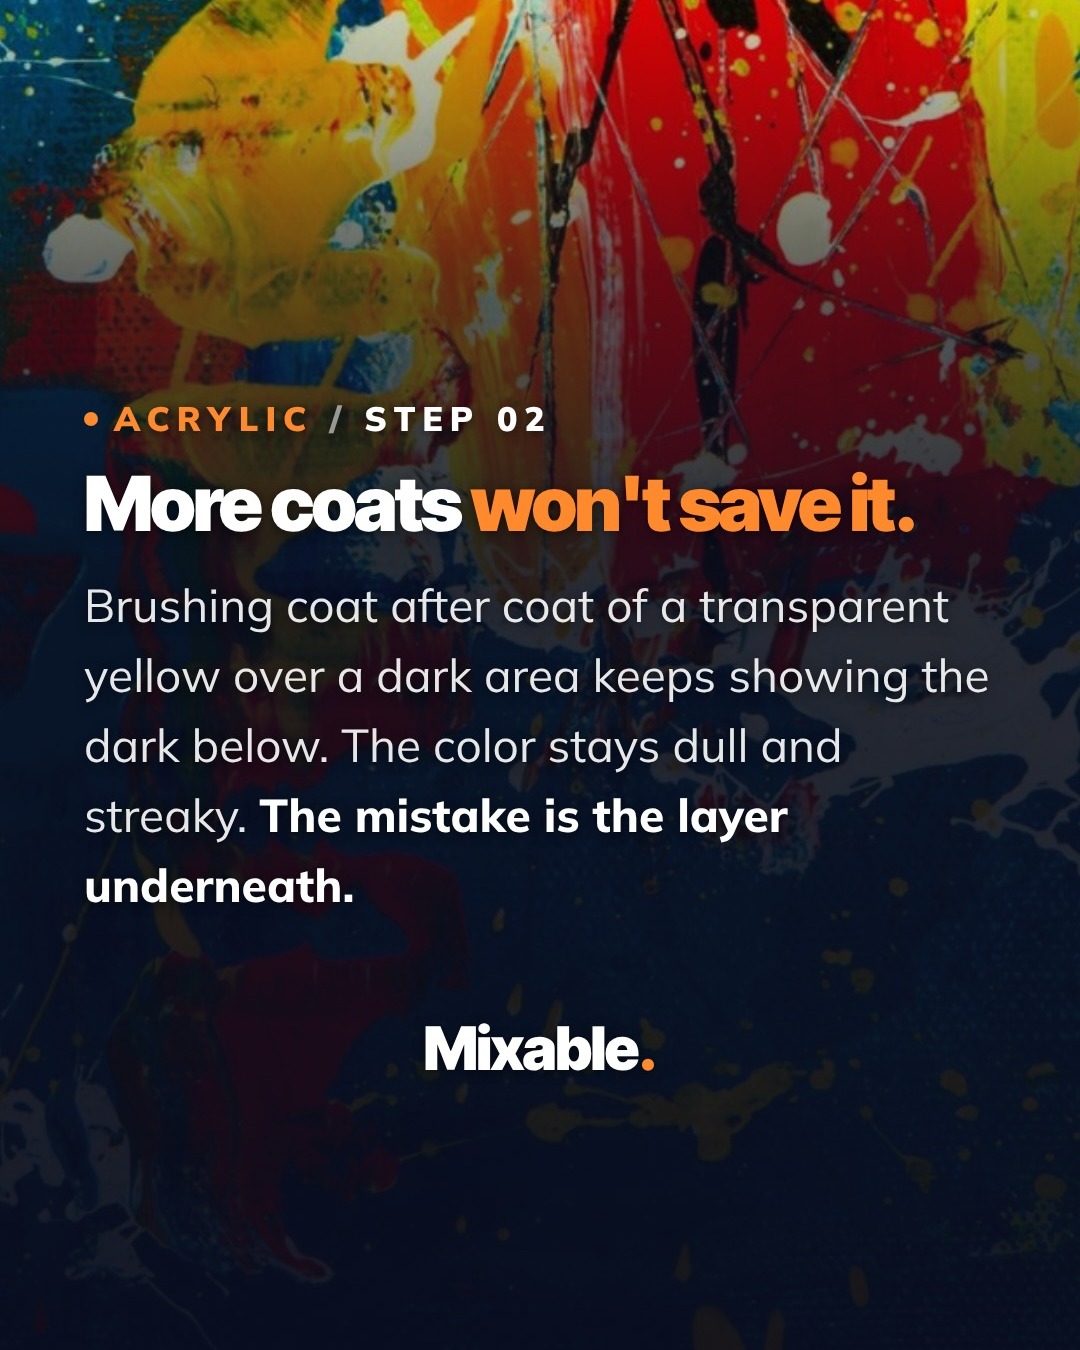 ACRYLIC / STEP 02
More coats won't save it.
Brushing coat after coat of a transparent
yellow over a dark area keeps showing the
dark below. The color stays dull and
streaky. The mistake is the layer
underneath.
Mixable.